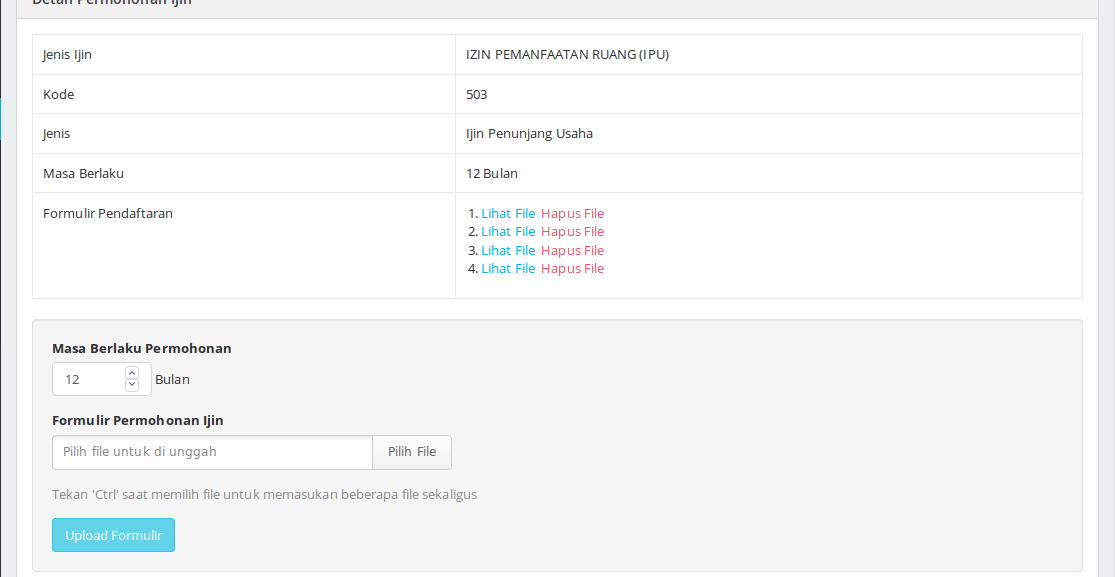 Detail Permohonan Ijin
Jenis Ijin IZIN PEMANFAATAN RUANG (IPU)
Kode 503
Jenis Ijin Penunjang Usaha
Masa Berlaku 12 Bulan
Formulir Pendaftaran 1. Lihat File Hapus File
2. Lihat File Hapus File
3. Lihat File Hapus File
4. Lihat File Hapus File
Masa Berlaku Permohonan
12 Bulan
Formulir Permohonan Ijin
Pilih file untuk di unggah Pilih File
Tekan 'Ctrl' saat memilih file untuk memasukan beberapa file sekaligus
Upload Formulir